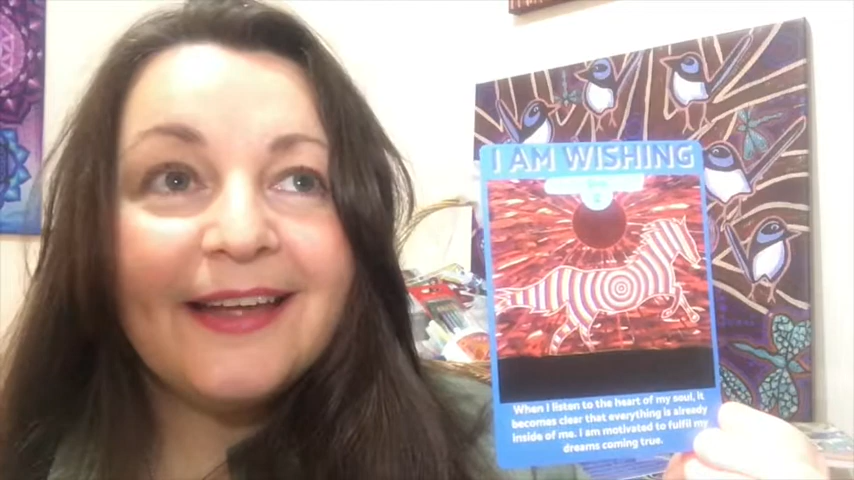 I AM WISHING
When I listen to the heart of my soul, it
becomes clear that everything is already
inside of me. I am motivated to fulfil my
dreams coming true.